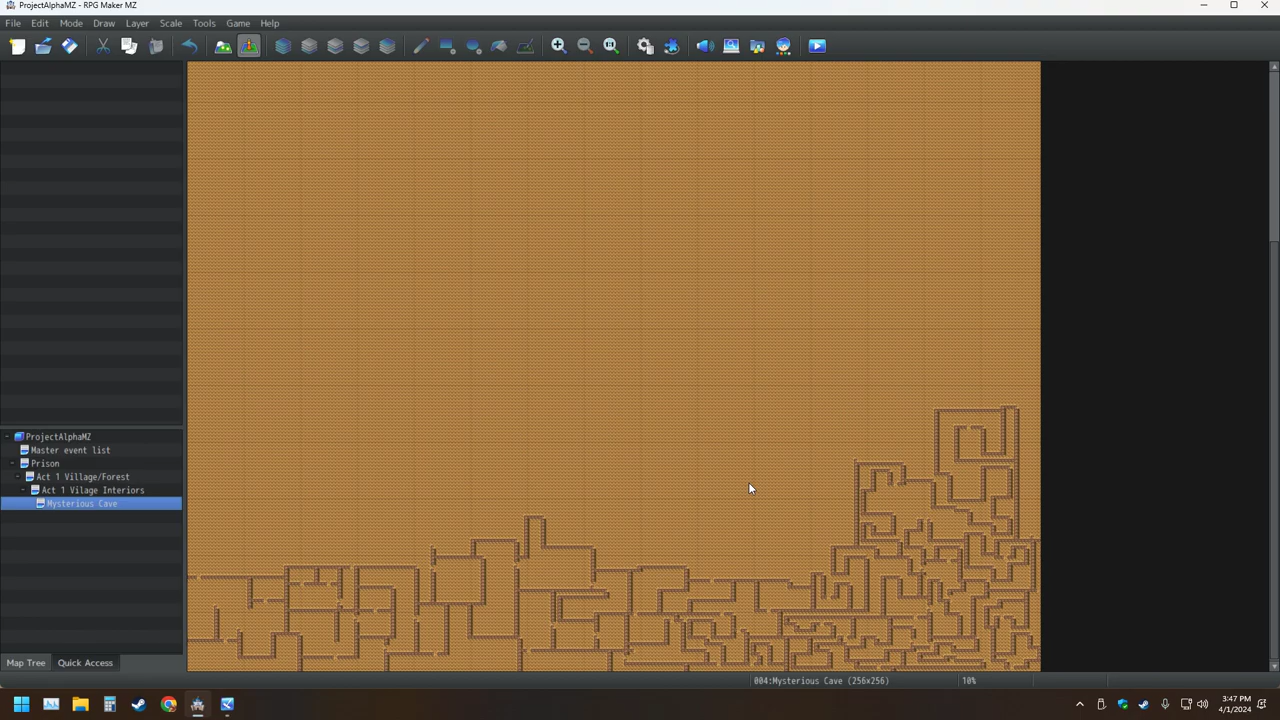 ProjectAlphaMZ - RPG Maker MZ
File Edit Mode Draw Layer Scale Tools Game Help
ProjectAlphaMZ
Master event list
Prison
Act 1 Village/Forest
Act 1 Vilage Interiors
Mysterious Cave
Map Tree Quick Access
004:Mysterious Cave (256×256) 10%
3:47 PM
4/1/2024